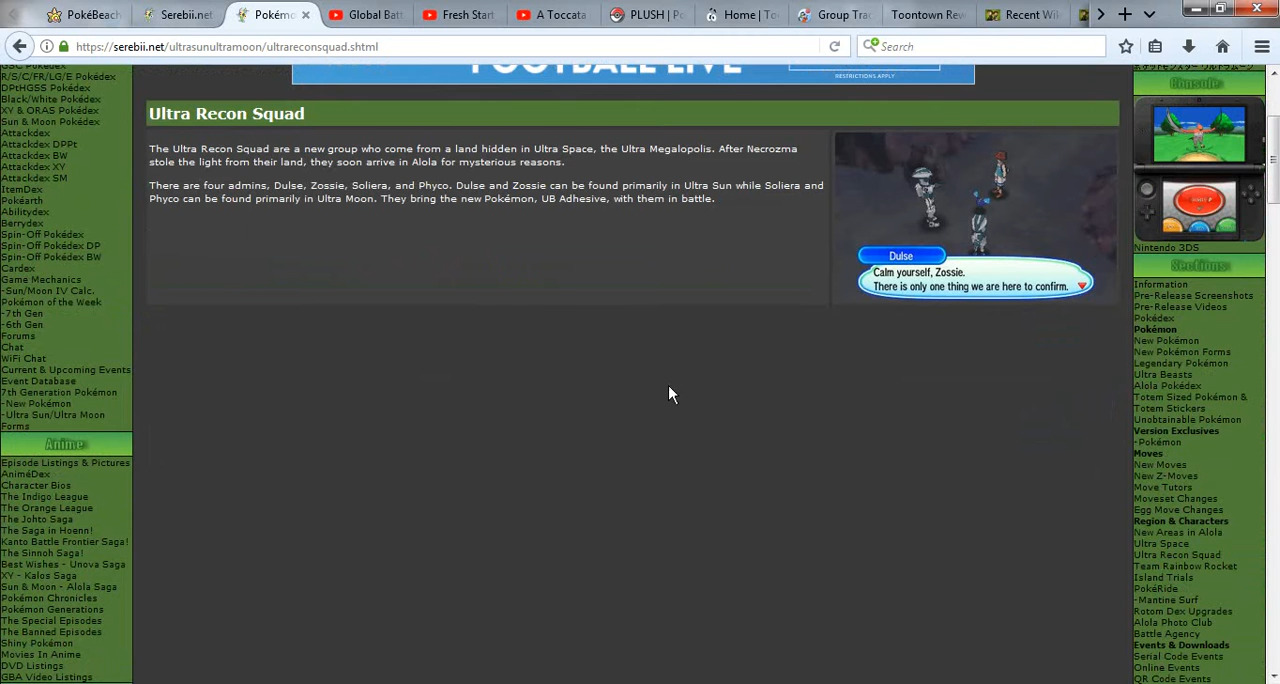 PokéBeach
Serebii.net
Pokémo
Global Batt
Fresh Start
A Toccata
PLUSH | Po
Home | To
Group Trac
Toontown Rew
Recent Wil
https://serebii.net/ultrasunultramoon/ultrareconsquad.shtml
Search
FOOTBALL LIVE
RESTRICTIONS APPLY
R/S/C/FR/LG/E Pokédex
DPtHGSS Pokédex
Black/White Pokédex
XY & ORAS Pokédex
Sun & Moon Pokédex
Attackdex
Attackdex DPPt
Attackdex BW
Attackdex XY
Attackdex SM
ItemDex
Pokéarth
Abilitydex
Berrydex
Spin-Off Pokédex
Spin-Off Pokédex DP
Spin-Off Pokédex BW
Cardex
Game Mechanics
-Sun/Moon IV Calc.
Pokémon of the Week
-7th Gen
-6th Gen
Forums
Chat
WiFi Chat
Current & Upcoming Events
Event Database
7th Generation Pokémon
-New Pokémon
-Ultra Sun/Ultra Moon
Forms
Anime
Episode Listings & Pictures
AniméDex
Character Bios
The Indigo League
The Orange League
The Johto Saga
The Saga in Hoenn!
Kanto Battle Frontier Saga!
The Sinnoh Saga!
Best Wishes - Unova Saga
XY - Kalos Saga
Sun & Moon - Alola Saga
Pokémon Chronicles
Pokémon Generations
The Special Episodes
The Banned Episodes
Shiny Pokémon
Movies In Anime
DVD Listings
GBA Video Listings
Ultra Recon Squad
The Ultra Recon Squad are a new group who come from a land hidden in Ultra Space, the Ultra Megalopolis. After Necrozma
stole the light from their land, they soon arrive in Alola for mysterious reasons.
There are four admins, Dulse, Zossie, Soliera, and Phyco. Dulse and Zossie can be found primarily in Ultra Sun while Soliera and
Phyco can be found primarily in Ultra Moon. They bring the new Pokémon, UB Adhesive, with them in battle.
Dulse
Calm yourself, Zossie.
There is only one thing we are here to confirm.
Console:
Nintendo 3DS
Sections:
Information
Pre-Release Screenshots
Pre-Release Videos
Pokédex
Pokémon
New Pokémon
New Pokémon Forms
Legendary Pokémon
Ultra Beasts
Alola Pokédex
Totem Sized Pokémon &
Totem Stickers
Unobtainable Pokémon
Version Exclusives
-Pokémon
Moves
New Moves
New Z-Moves
Move Tutors
Moveset Changes
Egg Move Changes
Region & Characters
New Areas in Alola
Ultra Space
Ultra Recon Squad
Team Rainbow Rocket
Island Trials
PokéRide
-Mantine Surf
Rotom Dex Upgrades
Alola Photo Club
Battle Agency
Events & Downloads
Serial Code Events
Online Events
QR Code Events